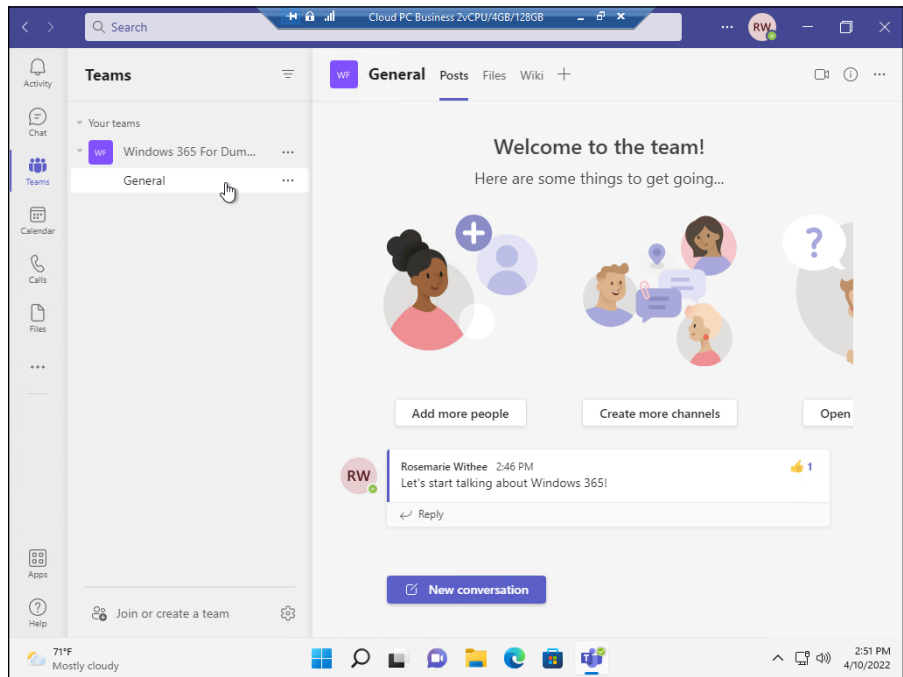 Search
Cloud PC Business 2vCPU/4GB/128GB
RW
Activity
Chat
Teams
Calendar
Calls
Files
Apps
Help
Teams
Your teams
WF Windows 365 For Dum...
General
Join or create a team
WF General Posts Files Wiki
Welcome to the team!
Here are some things to get going...
?
Add more people
Create more channels
Open
RW
Rosemarie Withee 2:46 PM
👍 1
Let's start talking about Windows 365!
Reply
New conversation
71°F
Mostly cloudy
2:51 PM
4/10/2022